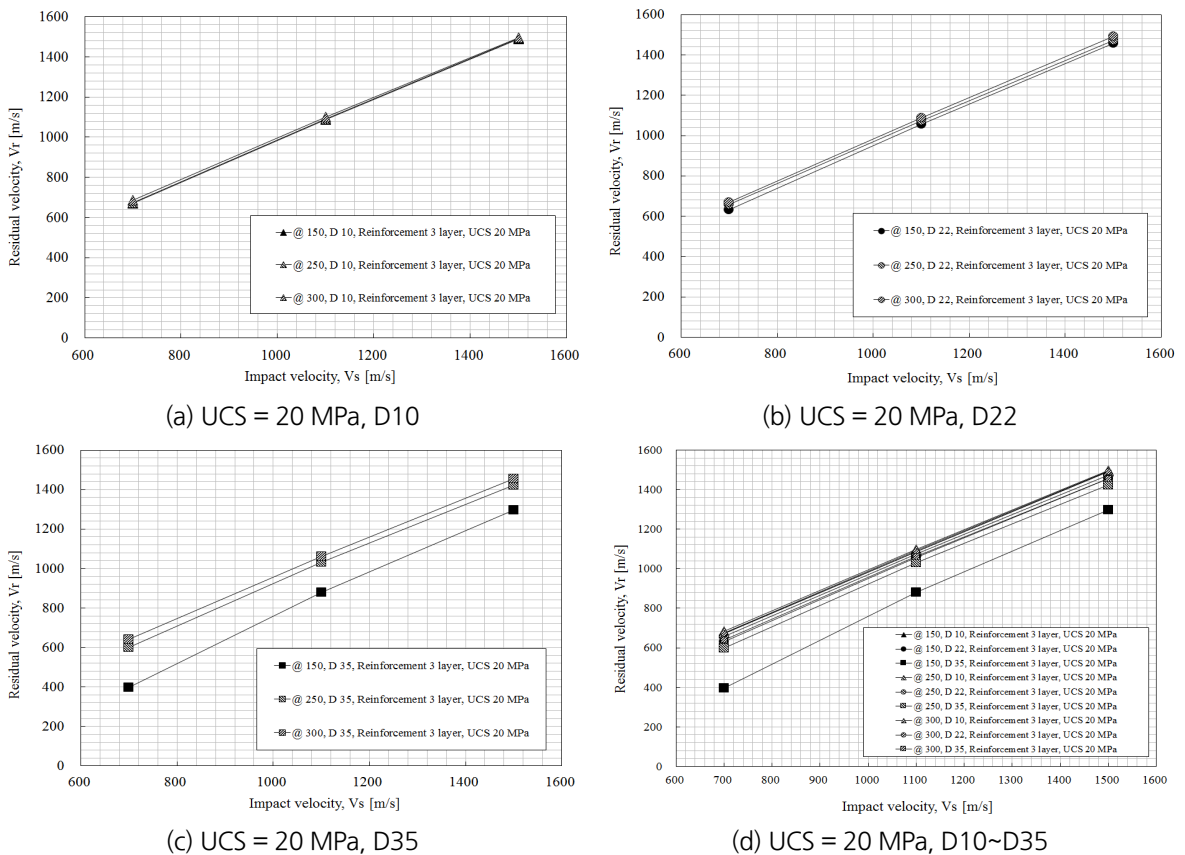 1600
1400
1200
1000
800
600
400
200
0
Residual velocity, Vr [m/s]
@ 150, D 10, Reinforcement 3 layer, UCS 20 MPa
@ 250, D 10, Reinforcement 3 layer, UCS 20 MPa
@ 300, D 10, Reinforcement 3 layer, UCS 20 MPa
600 800 1000 1200 1400 1600
Impact velocity, Vs [m/s]
(a) UCS = 20 MPa, D10
1600
1400
1200
1000
800
600
400
200
0
Residual velocity, Vr [m/s]
@ 150, D 22, Reinforcement 3 layer, UCS 20 MPa
@ 250, D 22, Reinforcement 3 layer, UCS 20 MPa
@ 300, D 22, Reinforcement 3 layer, UCS 20 MPa
600 800 1000 1200 1400 1600
Impact velocity, Vs [m/s]
(b) UCS = 20 MPa, D22
1600
1400
1200
1000
800
600
400
200
0
Residual velocity, Vr [m/s]
@ 150, D 35, Reinforcement 3 layer, UCS 20 MPa
@ 250, D 35, Reinforcement 3 layer, UCS 20 MPa
@ 300, D 35, Reinforcement 3 layer, UCS 20 MPa
600 800 1000 1200 1400 1600
Impact velocity, Vs [m/s]
(c) UCS = 20 MPa, D35
1600
1400
1200
1000
800
600
400
200
0
Residual velocity, Vr [m/s]
@ 150, D 10, Reinforcement 3 layer, UCS 20 MPa
@ 150, D 22, Reinforcement 3 layer, UCS 20 MPa
@ 150, D 35, Reinforcement 3 layer, UCS 20 MPa
@ 250, D 10, Reinforcement 3 layer, UCS 20 MPa
@ 250, D 22, Reinforcement 3 layer, UCS 20 MPa
@ 250, D 35, Reinforcement 3 layer, UCS 20 MPa
@ 300, D 10, Reinforcement 3 layer, UCS 20 MPa
@ 300, D 22, Reinforcement 3 layer, UCS 20 MPa
@ 300, D 35, Reinforcement 3 layer, UCS 20 MPa
600 700 800 900 1000 1100 1200 1300 1400 1500 1600
Impact velocity, Vs [m/s]
(d) UCS = 20 MPa, D10~D35